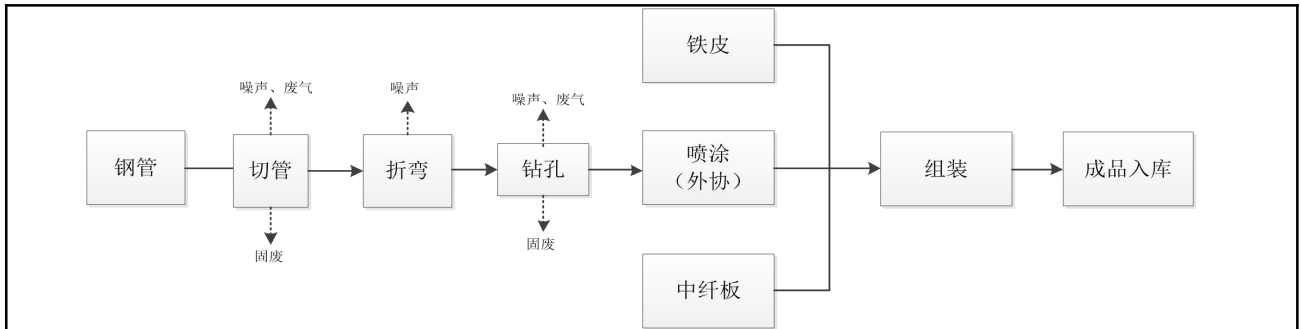 铁皮
噪声、废气
噪声
噪声、废气
钢管
切管
折弯
钻孔
喷涂
（外协）
组装
成品入库
固废
固废
中纤板